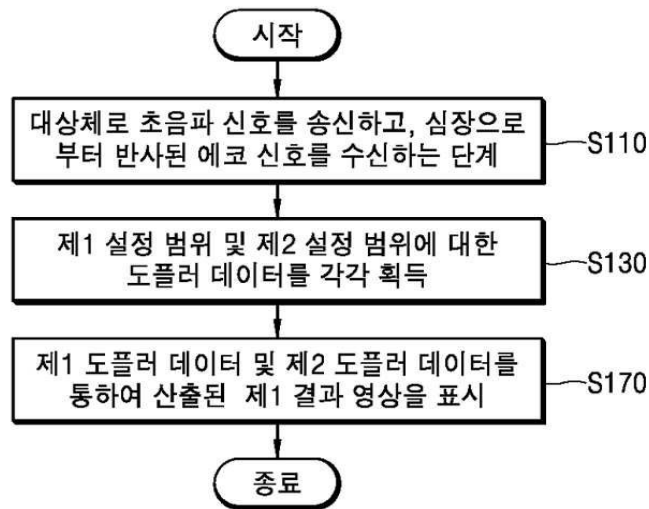 시작
대상체로 초음파 신호를 송신하고, 심장으로
부터 반사된 에코 신호를 수신하는 단계
S110
제1 설정 범위 및 제2 설정 범위에 대한
도플러 데이터를 각각 획득
S130
제1 도플러 데이터 및 제2 도플러 데이터를
통하여 산출된 제1 결과 영상을 표시
S170
종료